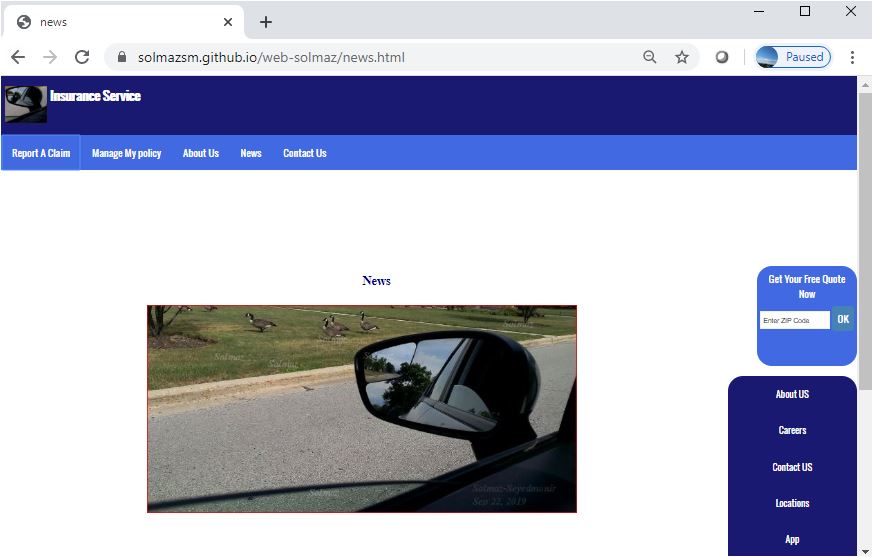 news
solmazsm.github.io/web-solmaz/news.html
Paused
Insurance Service
Report A Claim
Manage My policy
About Us
News
Contact Us
News
Get Your Free Quote
Now
Enter ZIP Code
OK
Solmaz
Solmaz
Solmaz
Solmaz
Solmaz
Solmaz-Seyedmonir
Sep 22, 2019
About US
Careers
Contact US
Locations
App